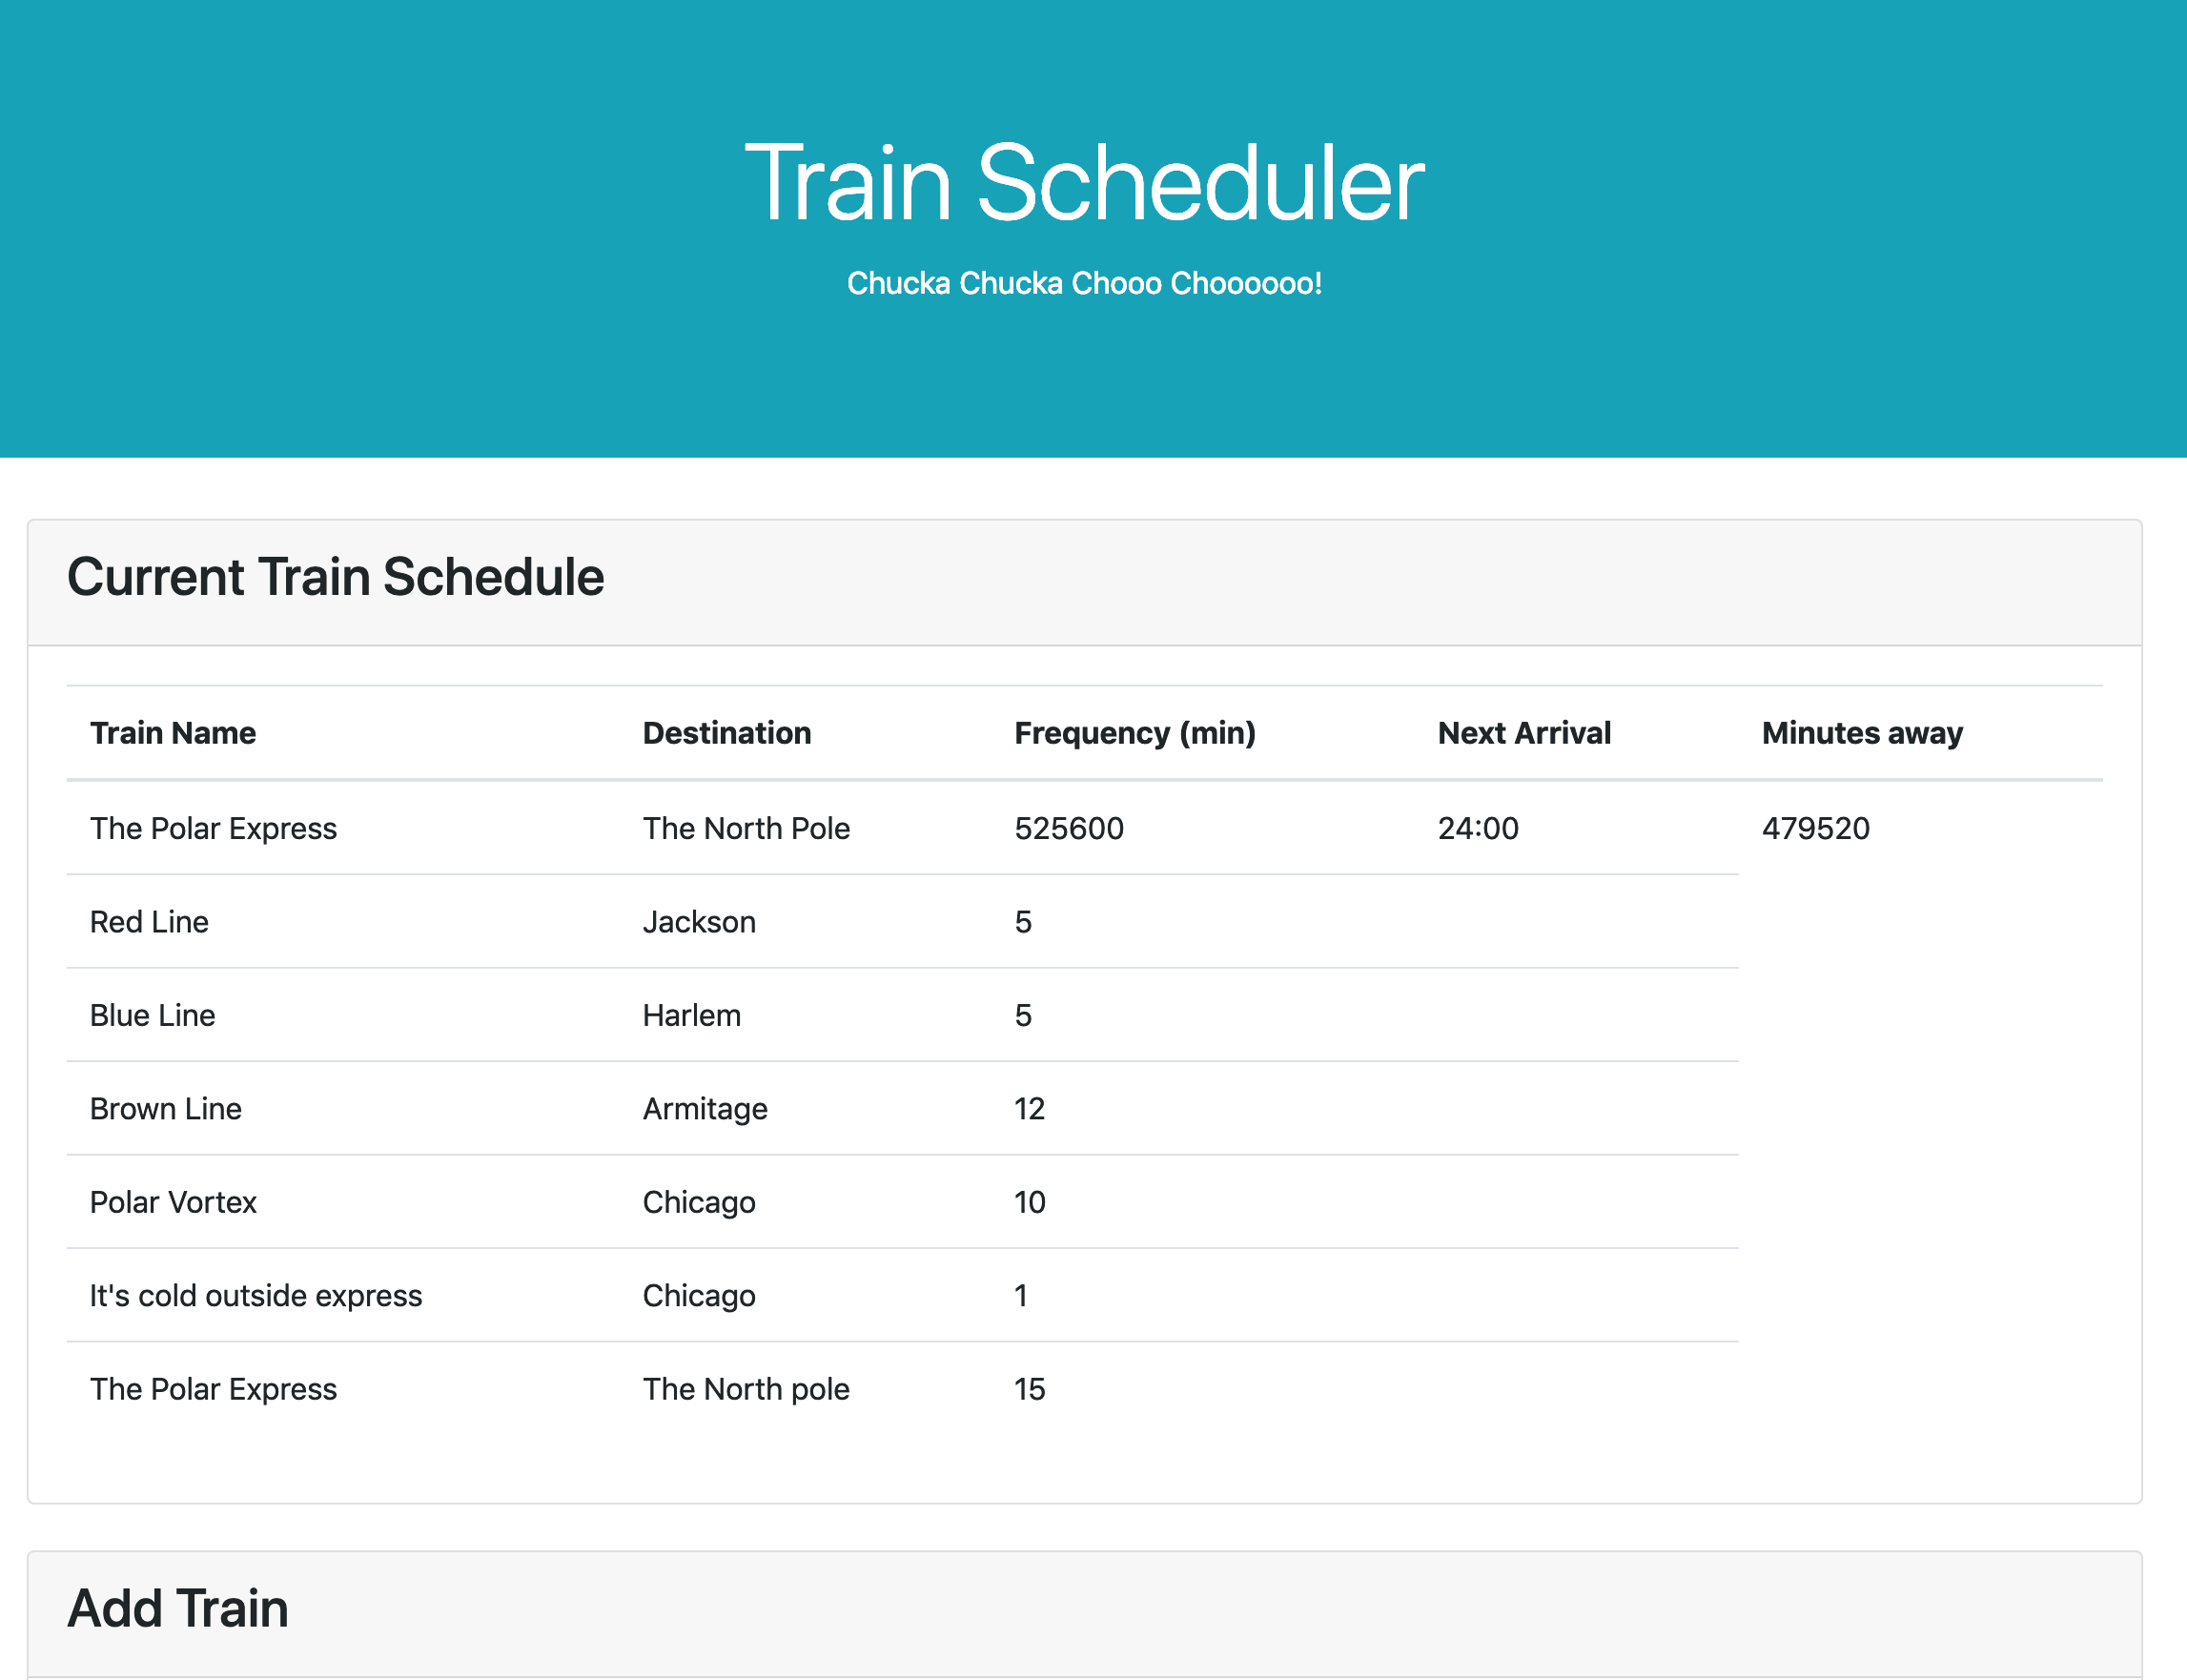 Train Scheduler
Chucka Chucka Chooo Choooooo!
Current Train Schedule
Train Name Destination Frequency (min) Next Arrival Minutes away
The Polar Express The North Pole 525600 24:00 479520
Red Line Jackson 5
Blue Line Harlem 5
Brown Line Armitage 12
Polar Vortex Chicago 10
It's cold outside express Chicago 1
The Polar Express The North pole 15
Add Train